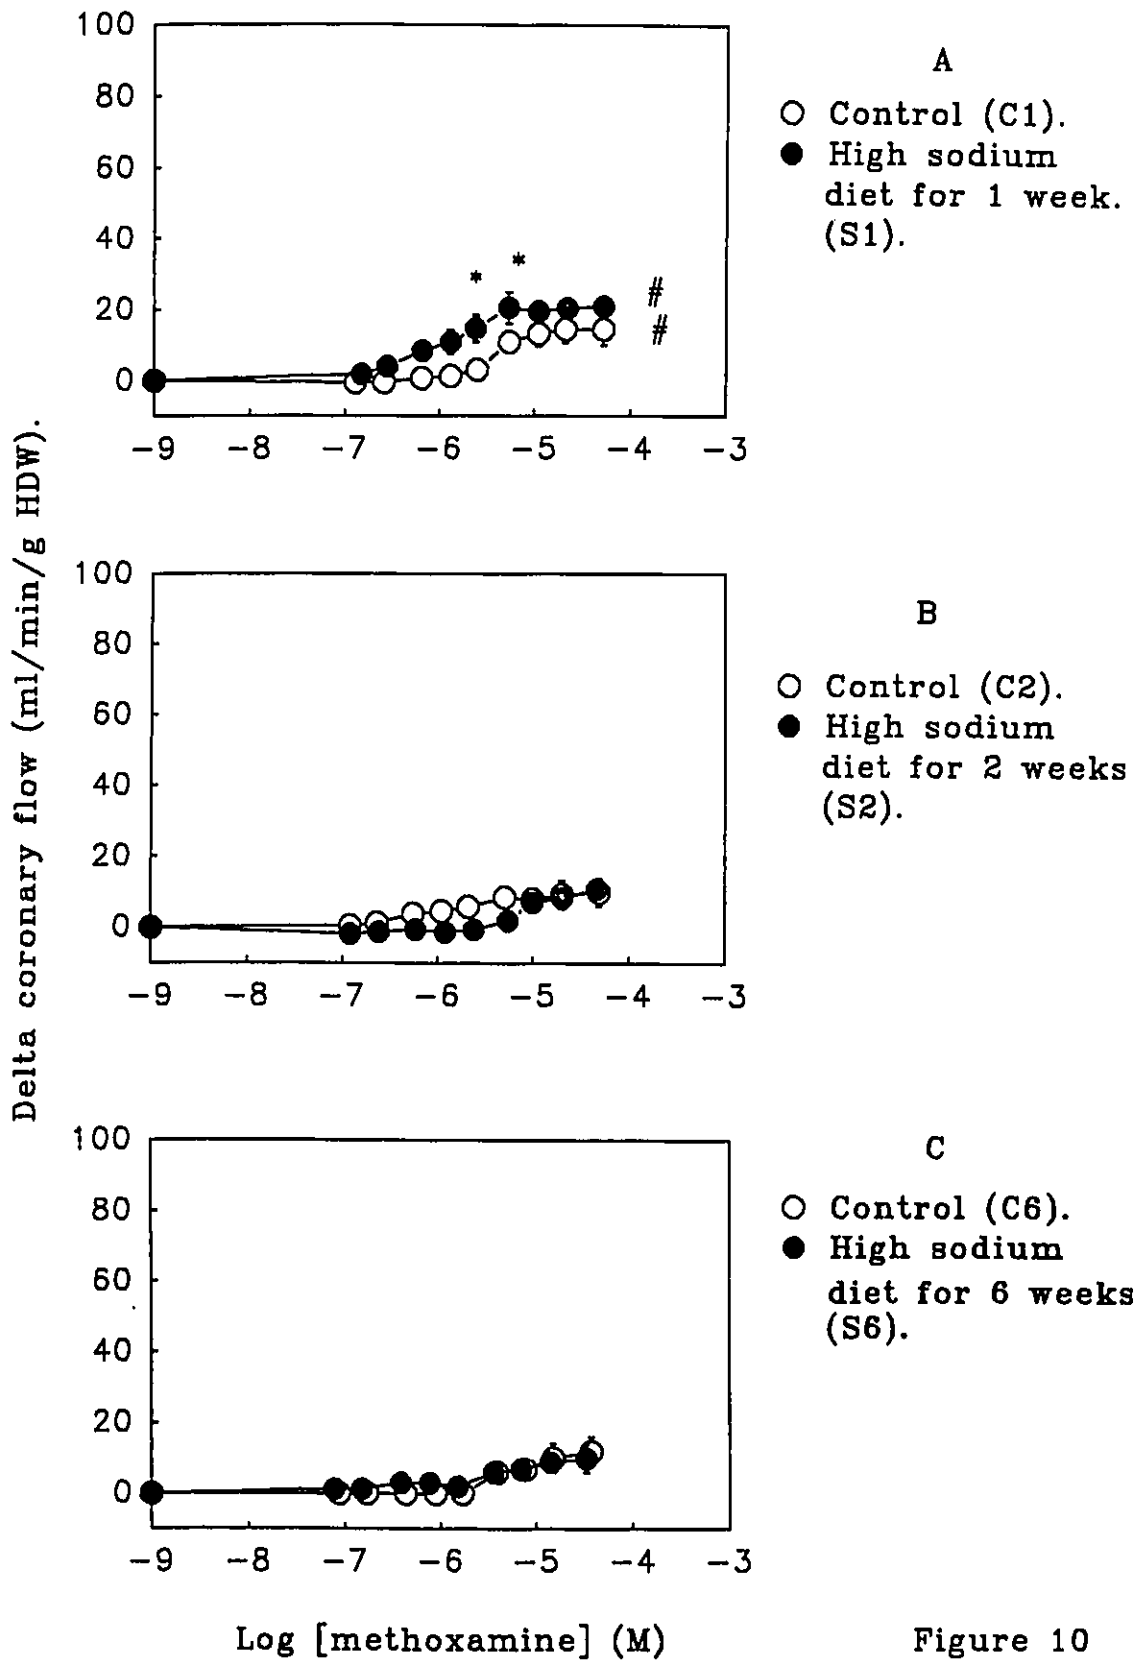 100
80
60
40
20
0
-9 -8 -7 -6 -5 -4 -3
* *
#
#
A
Control (C1).
High sodium
diet for 1 week.
(S1).
Delta coronary flow (ml/min/g HDW).
100
80
60
40
20
0
-9 -8 -7 -6 -5 -4 -3
B
Control (C2).
High sodium
diet for 2 weeks
(S2).
100
80
60
40
20
0
-9 -8 -7 -6 -5 -4 -3
C
Control (C6).
High sodium
diet for 6 weeks
(S6).
Log [methoxamine] (M)
Figure 10